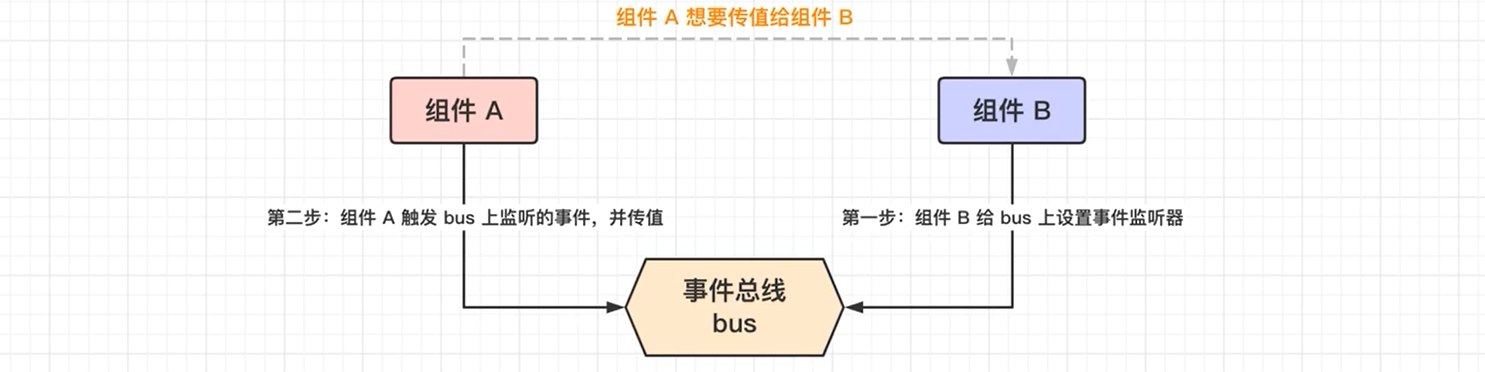 组件 A 想要传值给组件 B
组件 A
组件 B
第二步：组件 A 触发 bus 上监听的事件，并传值
第一步：组件 B 给 bus 上设置事件监听器
事件总线
bus